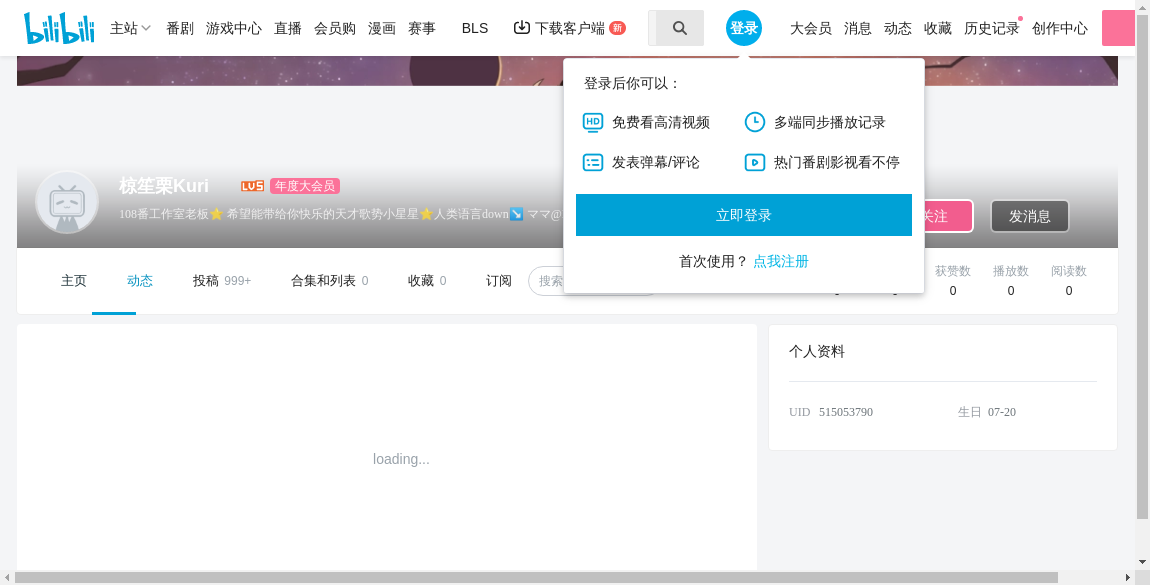 bilibili 主站 番剧 游戏中心 直播 会员购 漫画 赛事 BLS 下载客户端 新 登录 大会员 消息 动态 收藏 历史记录 创作中心
登录后你可以：
HD 免费看高清视频 多端同步播放记录
发表弹幕/评论 热门番剧影视看不停
立即登录
首次使用？ 点我注册
椋笙栗Kuri LV5 年度大会员
108番工作室老板⭐ 希望能带给你快乐的天才歌势小星星⭐人类语言down↘️ ママ@
关注 发消息
主页 动态 投稿 999+ 合集和列表 0 收藏 0 订阅 搜索
获赞数 播放数 阅读数
0 0 0
loading...
个人资料
UID 515053790 生日 07-20